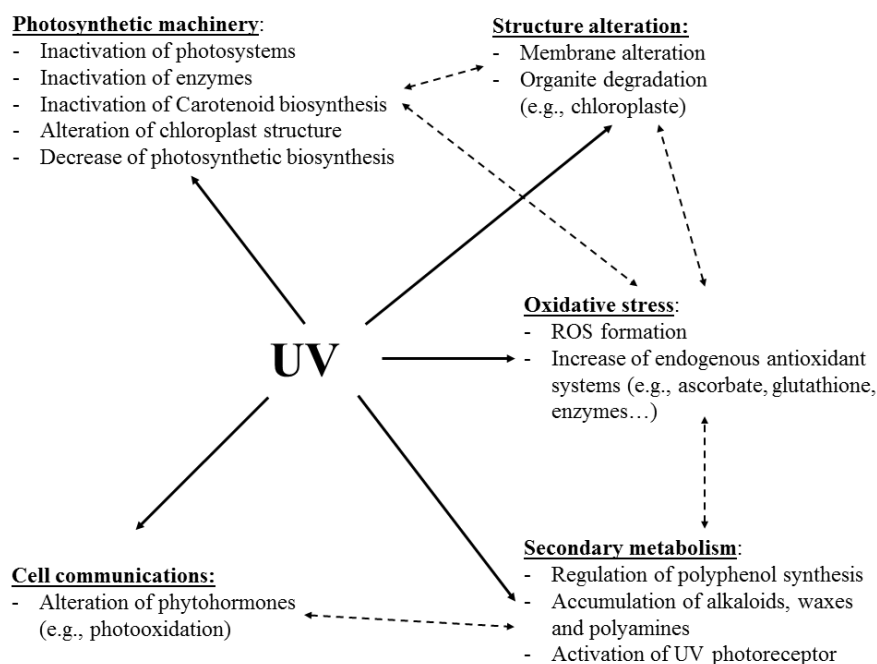 Photosynthetic machinery:
- Inactivation of photosystems
- Inactivation of enzymes
- Inactivation of Carotenoid biosynthesis
- Alteration of chloroplast structure
- Decrease of photosynthetic biosynthesis
Structure alteration:
- Membrane alteration
- Organite degradation
(e.g., chloroplaste)
UV
Oxidative stress:
- ROS formation
- Increase of endogenous antioxidant
systems (e.g., ascorbate, glutathione,
enzymes…)
Cell communications:
- Alteration of phytohormones
(e.g., photooxidation)
Secondary metabolism:
- Regulation of polyphenol synthesis
- Accumulation of alkaloids, waxes
and polyamines
- Activation of UV photoreceptor